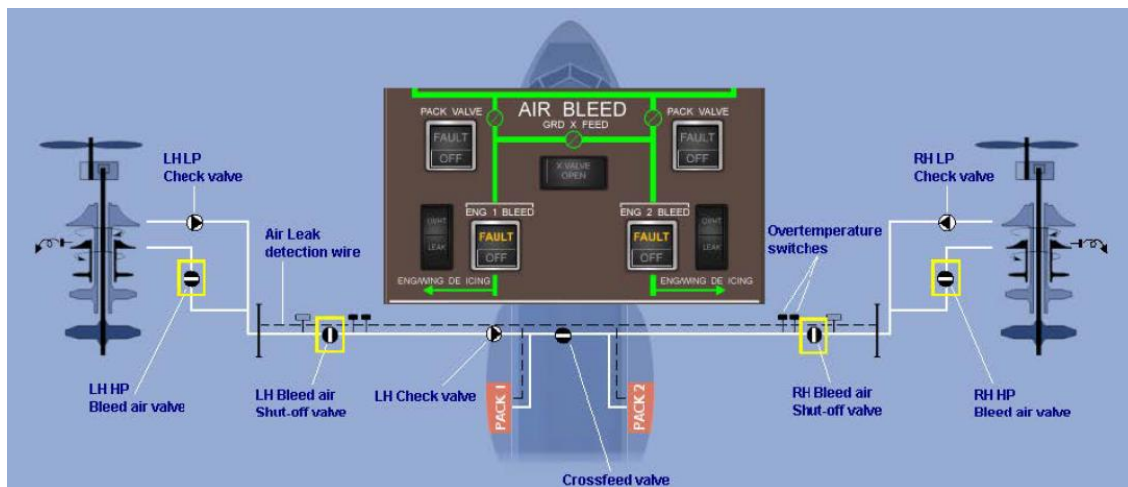 AIR BLEED
GRD X FEED
PACK VALVE
FAULT
OFF
PACK VALVE
FAULT
OFF
X VALVE
OPEN
LH LP
Check valve
RH LP
Check valve
ENG 1 BLEED
FAULT
OFF
ENG 2 BLEED
FAULT
OFF
OVHT
LEAK
OVHT
LEAK
Air Leak
detection wire
Overtemperature
switches
ENG/WING DE ICING
ENG/WING DE ICING
LH HP
Bleed air valve
LH Bleed air
Shut-off valve
LH Check valve
PACK 1
PACK 2
RH Bleed air
Shut-off valve
RH HP
Bleed air valve
Crossfeed valve